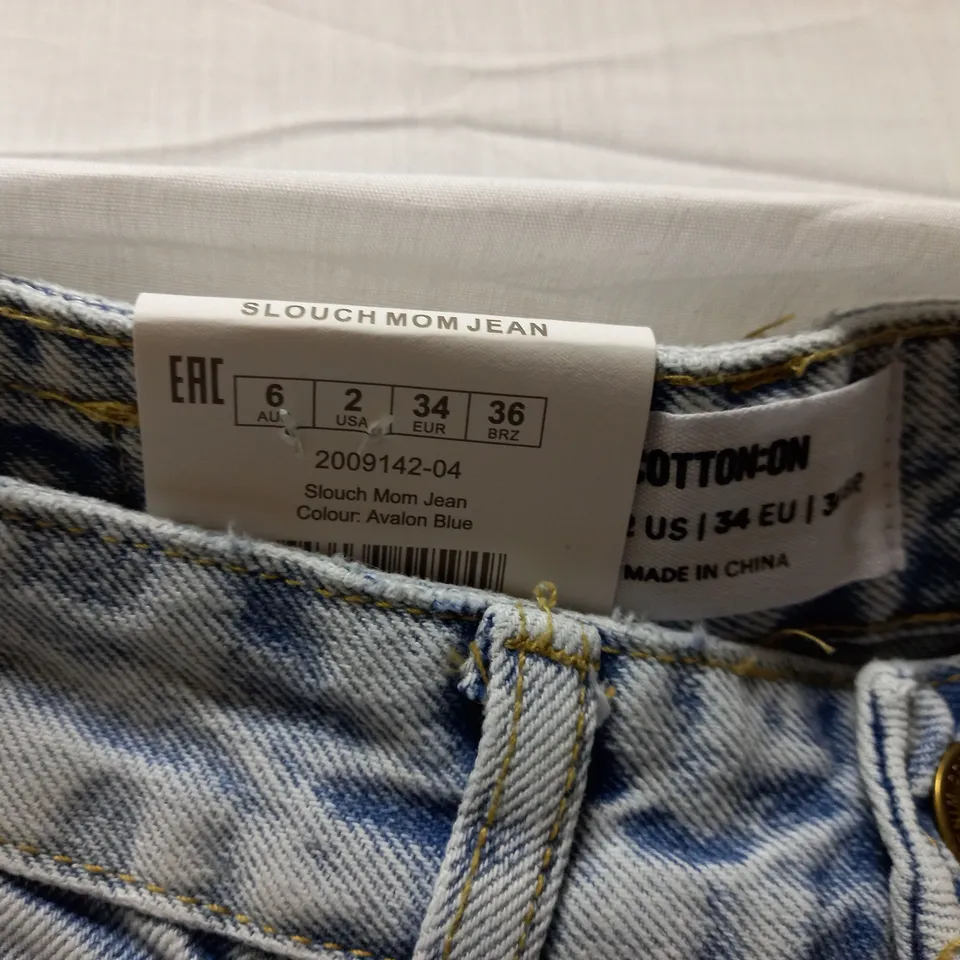 SLOUCH MOM JEAN
EAC
6 2 34 36
AU USA EUR BRZ
2009142-04
Slouch Mom Jean
Colour: Avalon Blue
COTTON:ON
2 US | 34 EU |
MADE IN CHINA